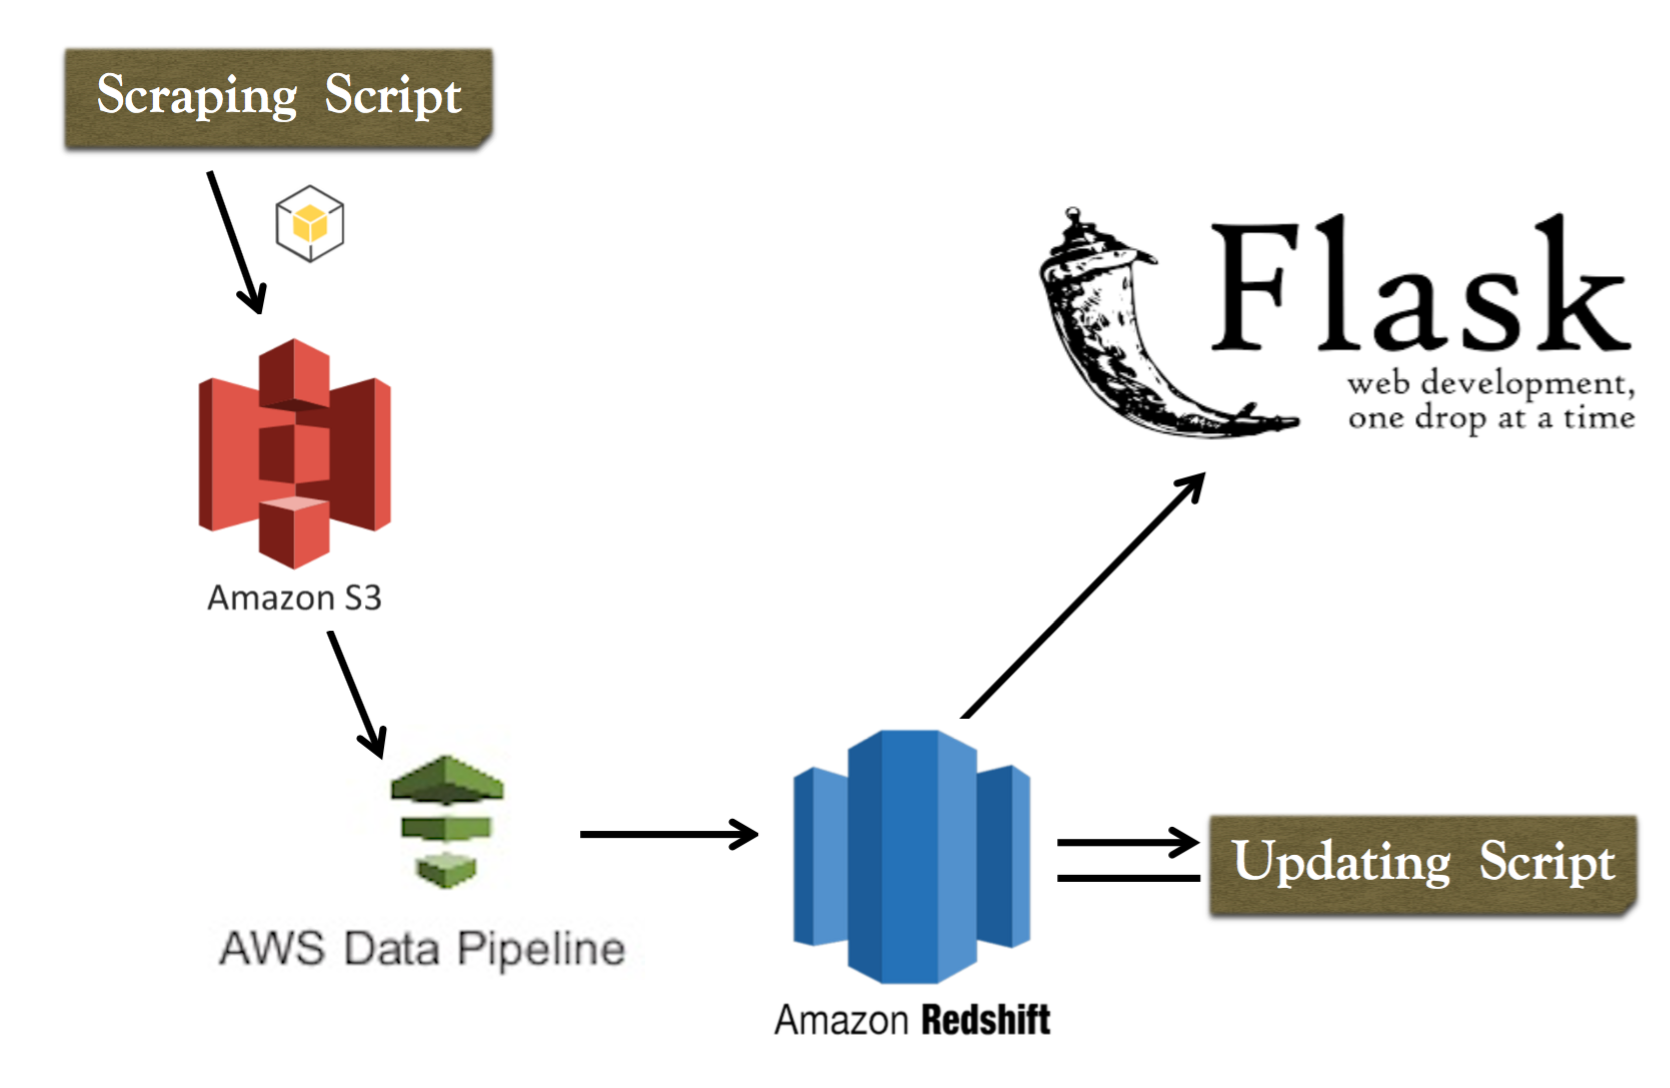 Scraping Script
Flask
web development,
one drop at a time
Amazon S3
Updating Script
AWS Data Pipeline
Amazon Redshift